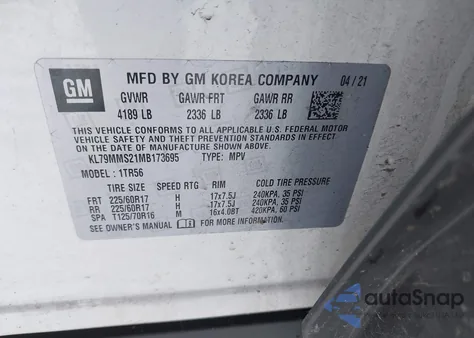 GM
MFD BY GM KOREA COMPANY 04/21
GVWR GAWR FRT GAWR RR
4189 LB 2336 LB 2336 LB
THIS VEHICLE CONFORMS TO ALL APPLICABLE U.S. FEDERAL MOTOR
VEHICLE SAFETY, BUMPER, AND THEFT PREVENTION STANDARDS IN
EFFECT ON THE DATE OF MANUFACTURE SHOWN ABOVE.
KL79MMS21MB173695 TYPE: MPV
MODEL: 1TR56
TIRE SIZE SPEED RTG RIM COLD TIRE PRESSURE
FRT 225/60R17 H 17x7.5J 240KPA, 35 PSI
RR 225/60R17 H 17x7.5J 240KPA, 35 PSI
SPA T125/70R16 M 16x4.0BT 420KPA, 60 PSI
SEE OWNER'S MANUAL FOR MORE INFORMATION.
autoSnap